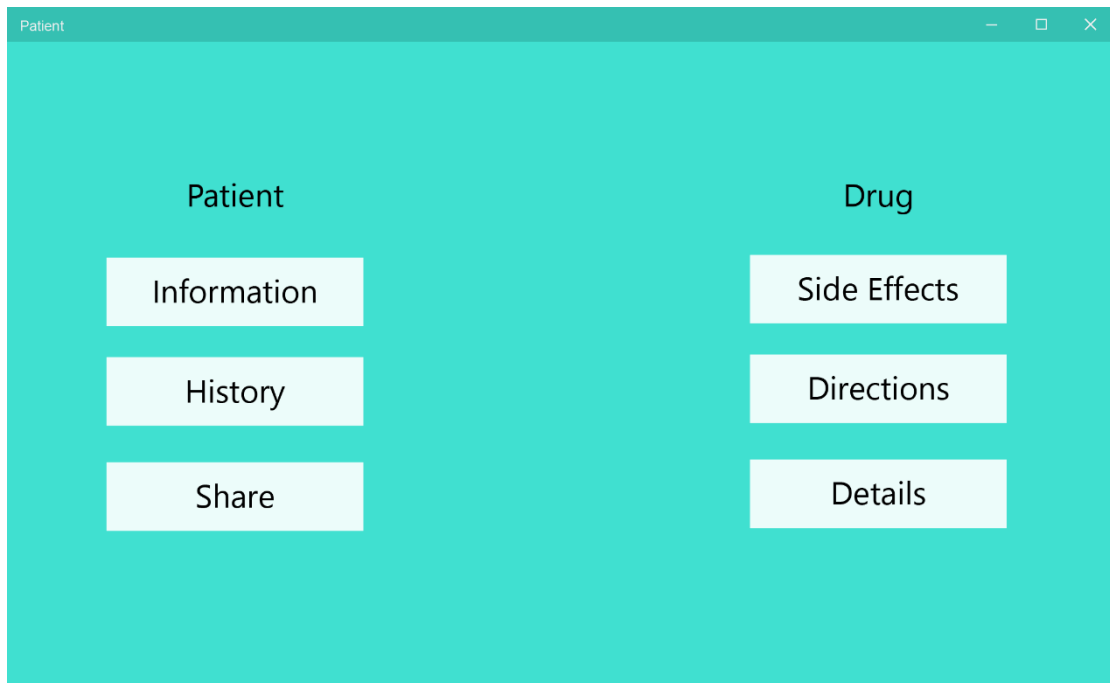 Patient
Patient
Information
History
Share
Drug
Side Effects
Directions
Details